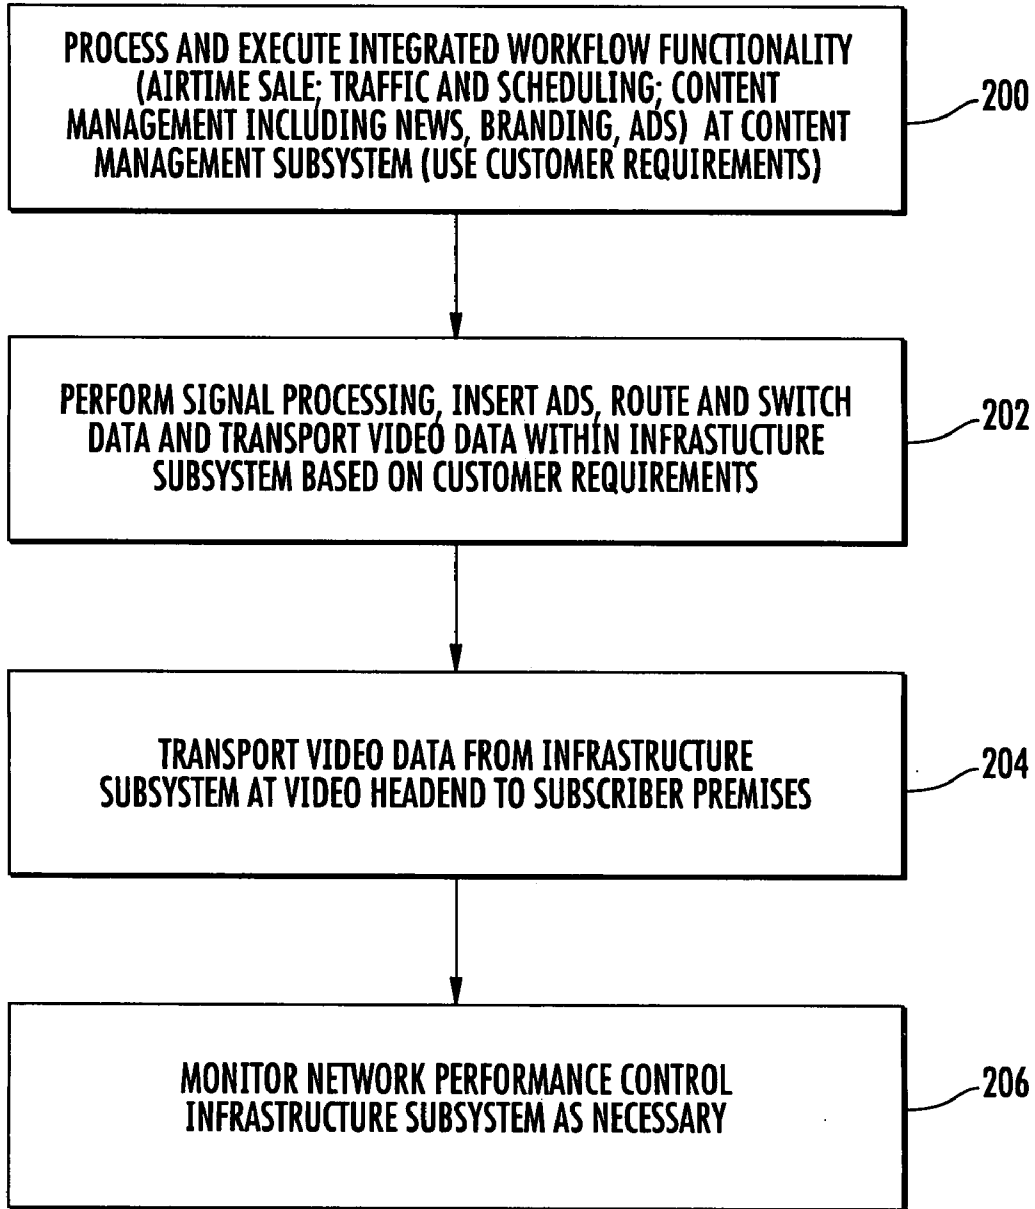 PROCESS AND EXECUTE INTEGRATED WORKFLOW FUNCTIONALITY
(AIRTIME SALE; TRAFFIC AND SCHEDULING; CONTENT
MANAGEMENT INCLUDING NEWS, BRANDING, ADS) AT CONTENT
MANAGEMENT SUBSYSTEM (USE CUSTOMER REQUIREMENTS)
200
PERFORM SIGNAL PROCESSING, INSERT ADS, ROUTE AND SWITCH
DATA AND TRANSPORT VIDEO DATA WITHIN INFRASTUCTURE
SUBSYSTEM BASED ON CUSTOMER REQUIREMENTS
202
TRANSPORT VIDEO DATA FROM INFRASTRUCTURE
SUBSYSTEM AT VIDEO HEADEND TO SUBSCRIBER PREMISES
204
MONITOR NETWORK PERFORMANCE CONTROL
INFRASTRUCTURE SUBSYSTEM AS NECESSARY
206